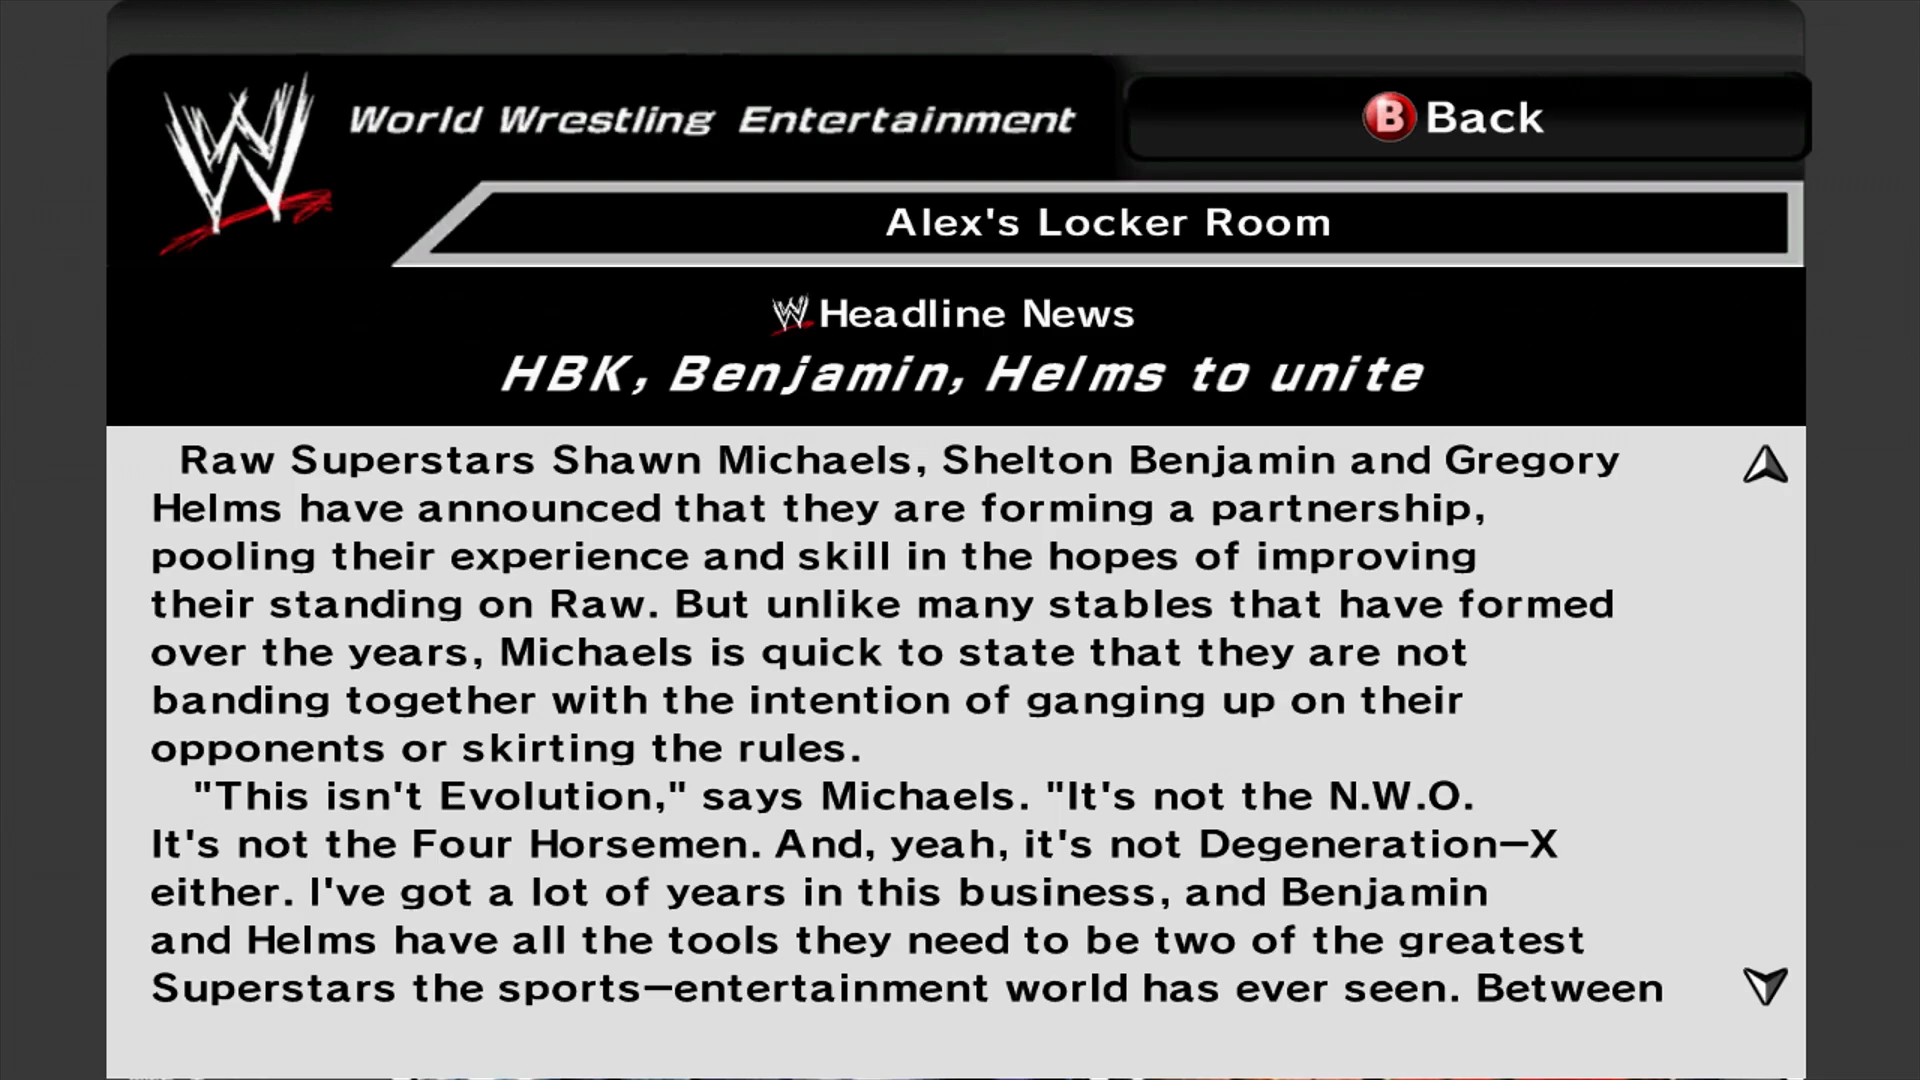 World Wrestling Entertainment
B Back
Alex's Locker Room
W Headline News
HBK, Benjamin, Helms to unite
Raw Superstars Shawn Michaels, Shelton Benjamin and Gregory
Helms have announced that they are forming a partnership,
pooling their experience and skill in the hopes of improving
their standing on Raw. But unlike many stables that have formed
over the years, Michaels is quick to state that they are not
banding together with the intention of ganging up on their
opponents or skirting the rules.
"This isn't Evolution," says Michaels. "It's not the N.W.O.
It's not the Four Horsemen. And, yeah, it's not Degeneration—X
either. I've got a lot of years in this business, and Benjamin
and Helms have all the tools they need to be two of the greatest
Superstars the sports—entertainment world has ever seen. Between